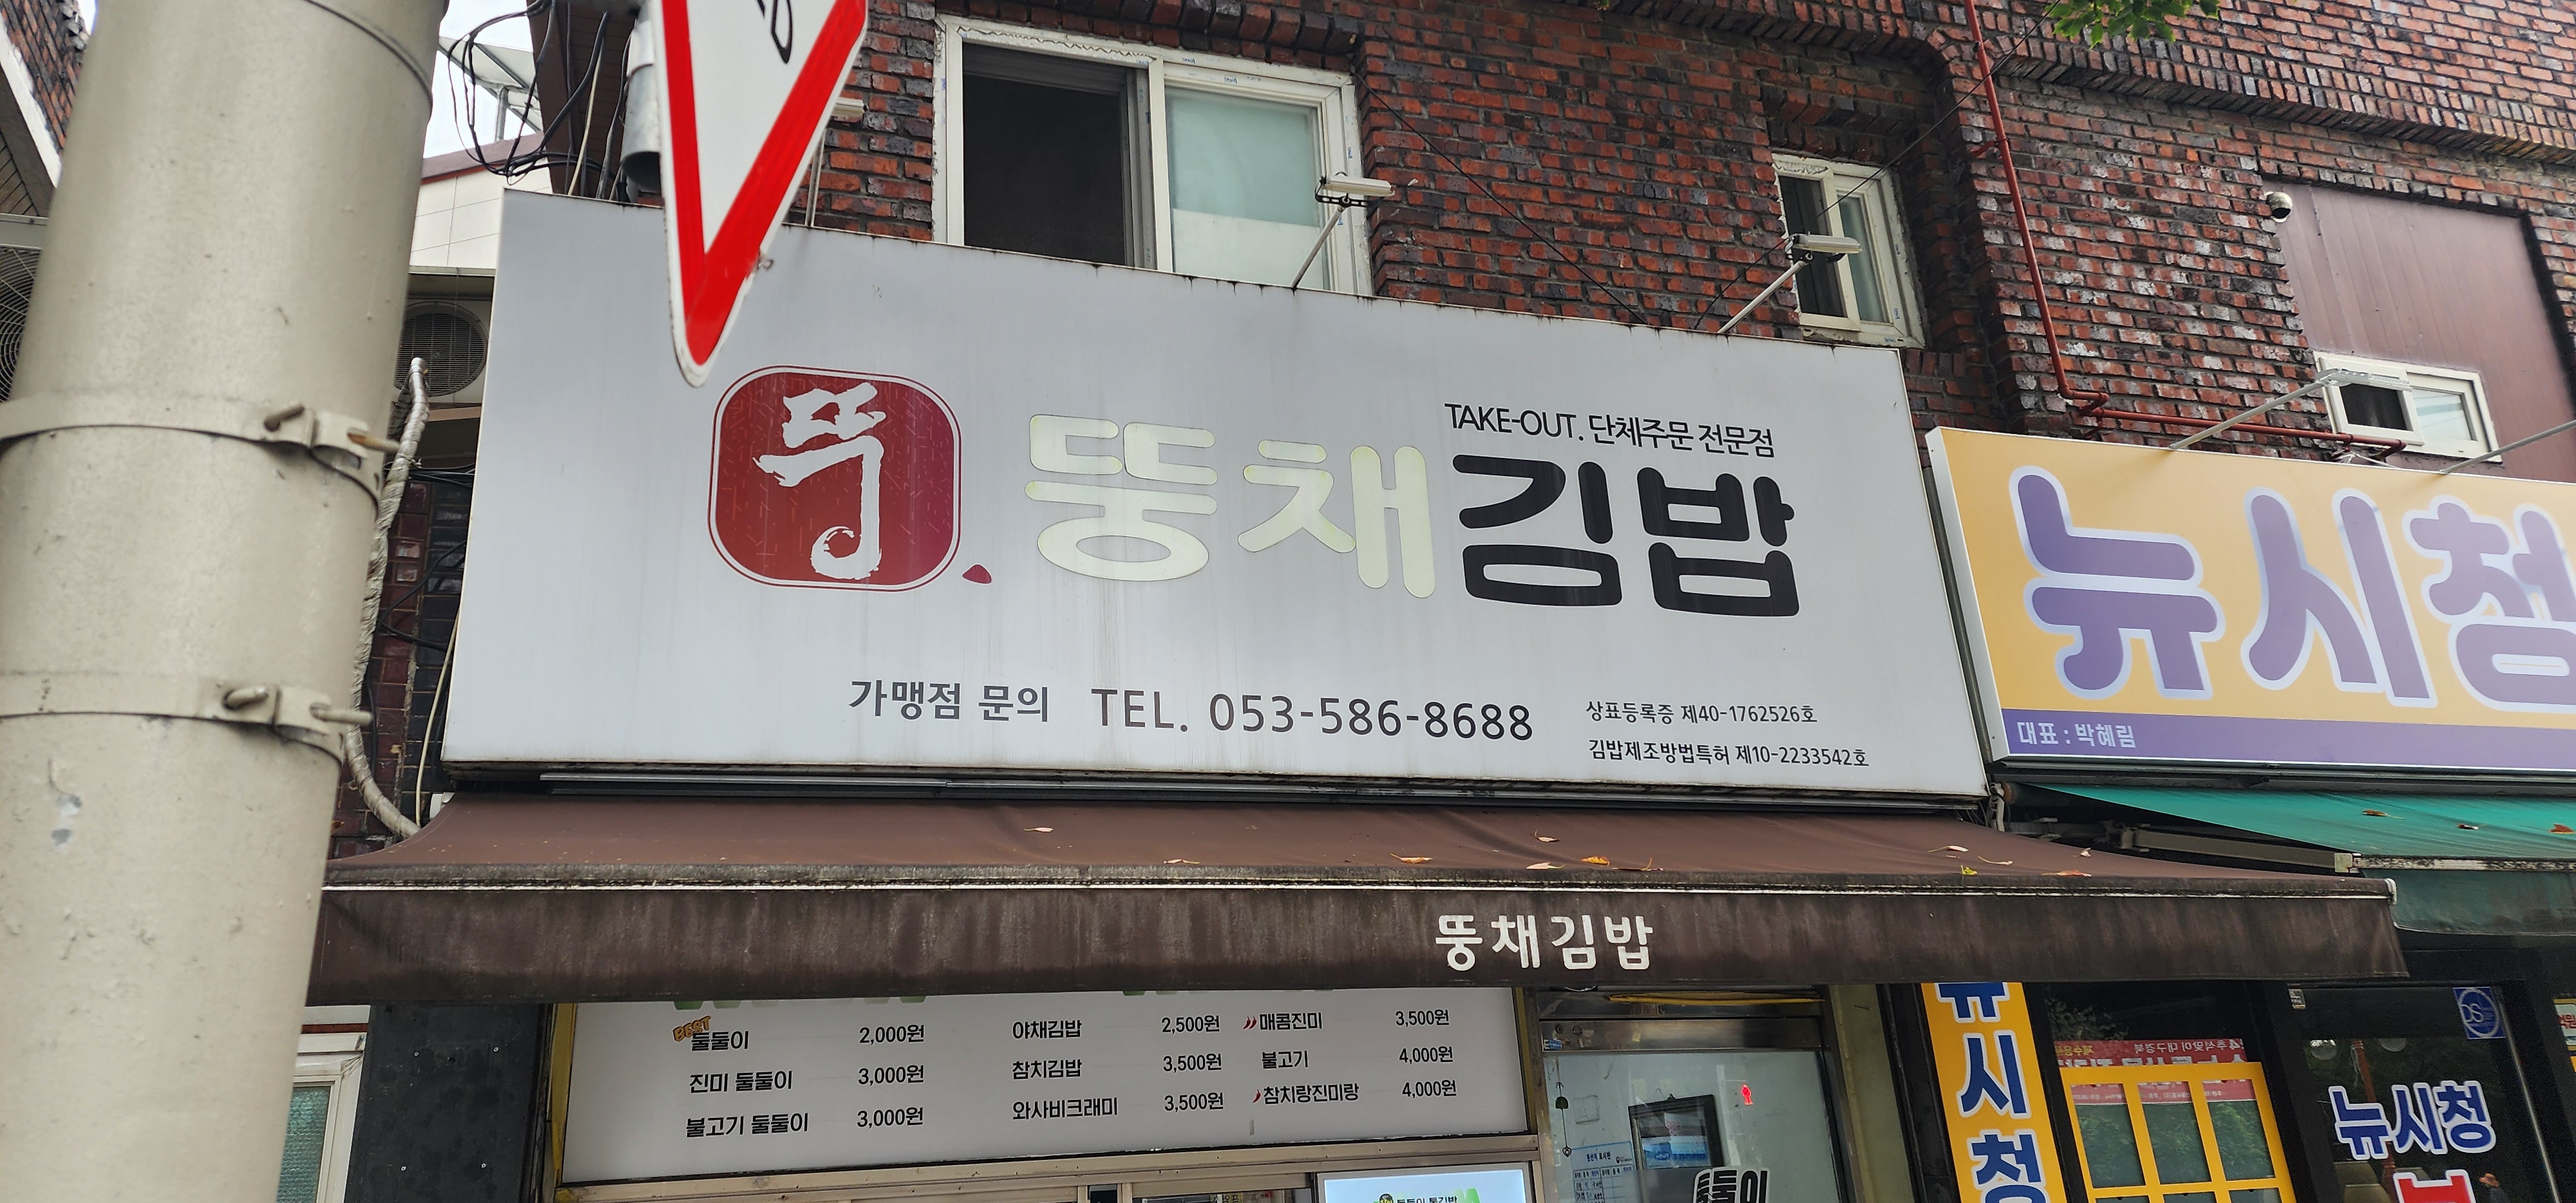 뚱
TAKE-OUT. 단체주문 전문점
뚱채김밥
가맹점 문의 TEL. 053-586-8688
상표등록증 제40-1762526호
김밥제조방법특허 제10-2233542호
뉴시청
대표 : 박혜림
뚱채김밥
BEST
둘둘이 2,000원
진미 둘둘이 3,000원
불고기 둘둘이 3,000원
야채김밥 2,500원
참치김밥 3,500원
와사비크래미 3,500원
매콤진미 3,500원
불고기 4,000원
참치랑진미랑 4,000원
뉴시청
뉴시청
둘둘이